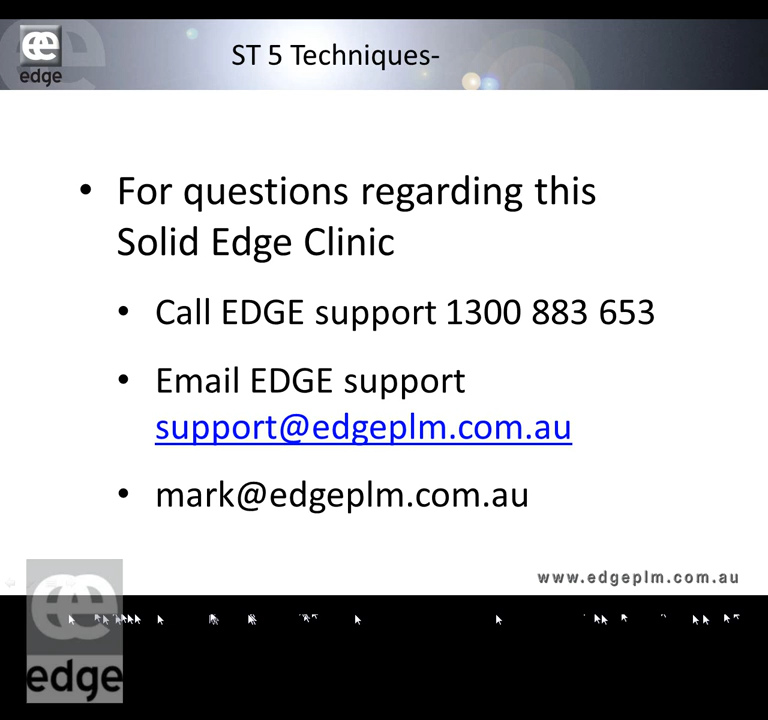 edge
ST 5 Techniques-
• For questions regarding this
Solid Edge Clinic
• Call EDGE support 1300 883 653
• Email EDGE support
support@edgeplm.com.au
• mark@edgeplm.com.au
www.edgeplm.com.au
edge